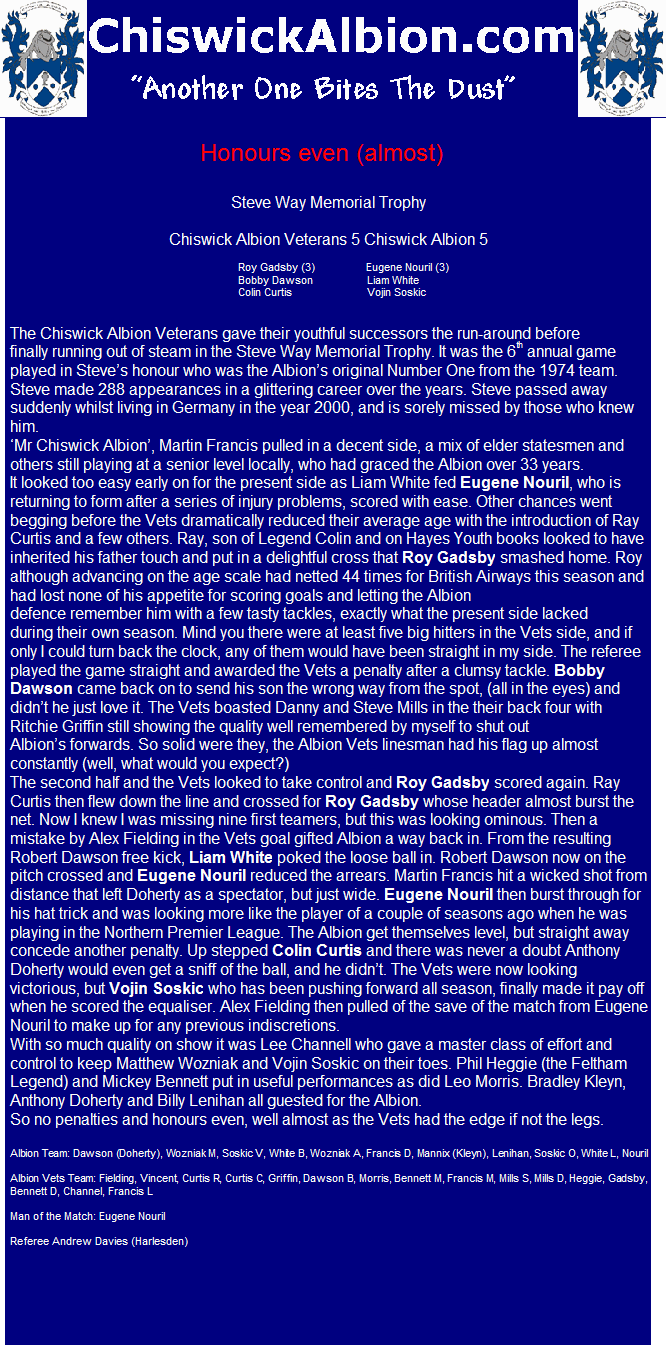 ChiswickAlbion.com
"Another One Bites The Dust"
Honours even (almost)
Steve Way Memorial Trophy
Chiswick Albion Veterans 5 Chiswick Albion 5
Roy Gadsby (3) Eugene Nouril (3)
Bobby Dawson Liam White
Colin Curtis Vojin Soskic
The Chiswick Albion Veterans gave their youthful successors the run-around before
finally running out of steam in the Steve Way Memorial Trophy. It was the 6th annual game
played in Steve's honour who was the Albion's original Number One from the 1974 team.
Steve made 288 appearances in a glittering career over the years. Steve passed away
suddenly whilst living in Germany in the year 2000, and is sorely missed by those who knew
him.
'Mr Chiswick Albion', Martin Francis pulled in a decent side, a mix of elder statesmen and
others still playing at a senior level locally, who had graced the Albion over 33 years.
It looked too easy early on for the present side as Liam White fed Eugene Nouril, who is
returning to form after a series of injury problems, scored with ease. Other chances went
begging before the Vets dramatically reduced their average age with the introduction of Ray
Curtis and a few others. Ray, son of Legend Colin and on Hayes Youth books looked to have
inherited his father touch and put in a delightful cross that Roy Gadsby smashed home. Roy
although advancing on the age scale had netted 44 times for British Airways this season and
had lost none of his appetite for scoring goals and letting the Albion
defence remember him with a few tasty tackles, exactly what the present side lacked
during their own season. Mind you there were at least five big hitters in the Vets side, and if
only I could turn back the clock, any of them would have been straight in my side. The referee
played the game straight and awarded the Vets a penalty after a clumsy tackle. Bobby
Dawson came back on to send his son the wrong way from the spot, (all in the eyes) and
didn't he just love it. The Vets boasted Danny and Steve Mills in the their back four with
Ritchie Griffin still showing the quality well remembered by myself to shut out
Albion's forwards. So solid were they, the Albion Vets linesman had his flag up almost
constantly (well, what would you expect?)
The second half and the Vets looked to take control and Roy Gadsby scored again. Ray
Curtis then flew down the line and crossed for Roy Gadsby whose header almost burst the
net. Now I knew I was missing nine first teamers, but this was looking ominous. Then a
mistake by Alex Fielding in the Vets goal gifted Albion a way back in. From the resulting
Robert Dawson free kick, Liam White poked the loose ball in. Robert Dawson now on the
pitch crossed and Eugene Nouril reduced the arrears. Martin Francis hit a wicked shot from
distance that left Doherty as a spectator, but just wide. Eugene Nouril then burst through for
his hat trick and was looking more like the player of a couple of seasons ago when he was
playing in the Northern Premier League. The Albion get themselves level, but straight away
concede another penalty. Up stepped Colin Curtis and there was never a doubt Anthony
Doherty would even get a sniff of the ball, and he didn't. The Vets were now looking
victorious, but Vojin Soskic who has been pushing forward all season, finally made it pay off
when he scored the equaliser. Alex Fielding then pulled of the save of the match from Eugene
Nouril to make up for any previous indiscretions.
With so much quality on show it was Lee Channell who gave a master class of effort and
control to keep Matthew Wozniak and Vojin Soskic on their toes. Phil Heggie (the Feltham
Legend) and Mickey Bennett put in useful performances as did Leo Morris. Bradley Kleyn,
Anthony Doherty and Billy Lenihan all guested for the Albion.
So no penalties and honours even, well almost as the Vets had the edge if not the legs.
Albion Team: Dawson (Doherty), Wozniak M, Soskic V, White B, Wozniak A, Francis D, Mannix (Kleyn), Lenihan, Soskic O, White L, Nouril
Albion Vets Team: Fielding, Vincent, Curtis R, Curtis C, Griffin, Dawson B, Morris, Bennett M, Francis M, Mills S, Mills D, Heggie, Gadsby,
Bennett D, Channel, Francis L
Man of the Match: Eugene Nouril
Referee Andrew Davies (Harlesden)